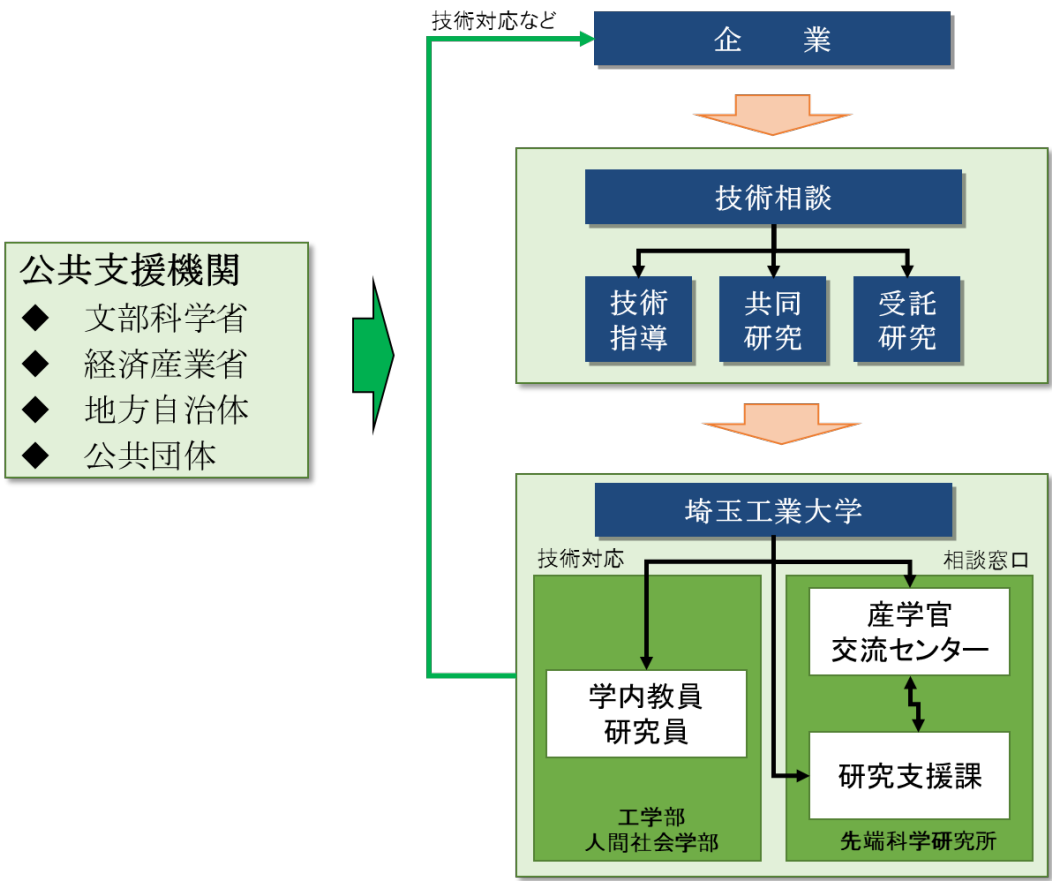 技術対応など
企　業
公共支援機関
◆ 文部科学省
◆ 経済産業省
◆ 地方自治体
◆ 公共団体
技術相談
技術
指導
共同
研究
受託
研究
埼玉工業大学
技術対応
相談窓口
学内教員
研究員
工学部
人間社会学部
産学官
交流センター
研究支援課
先端科学研究所